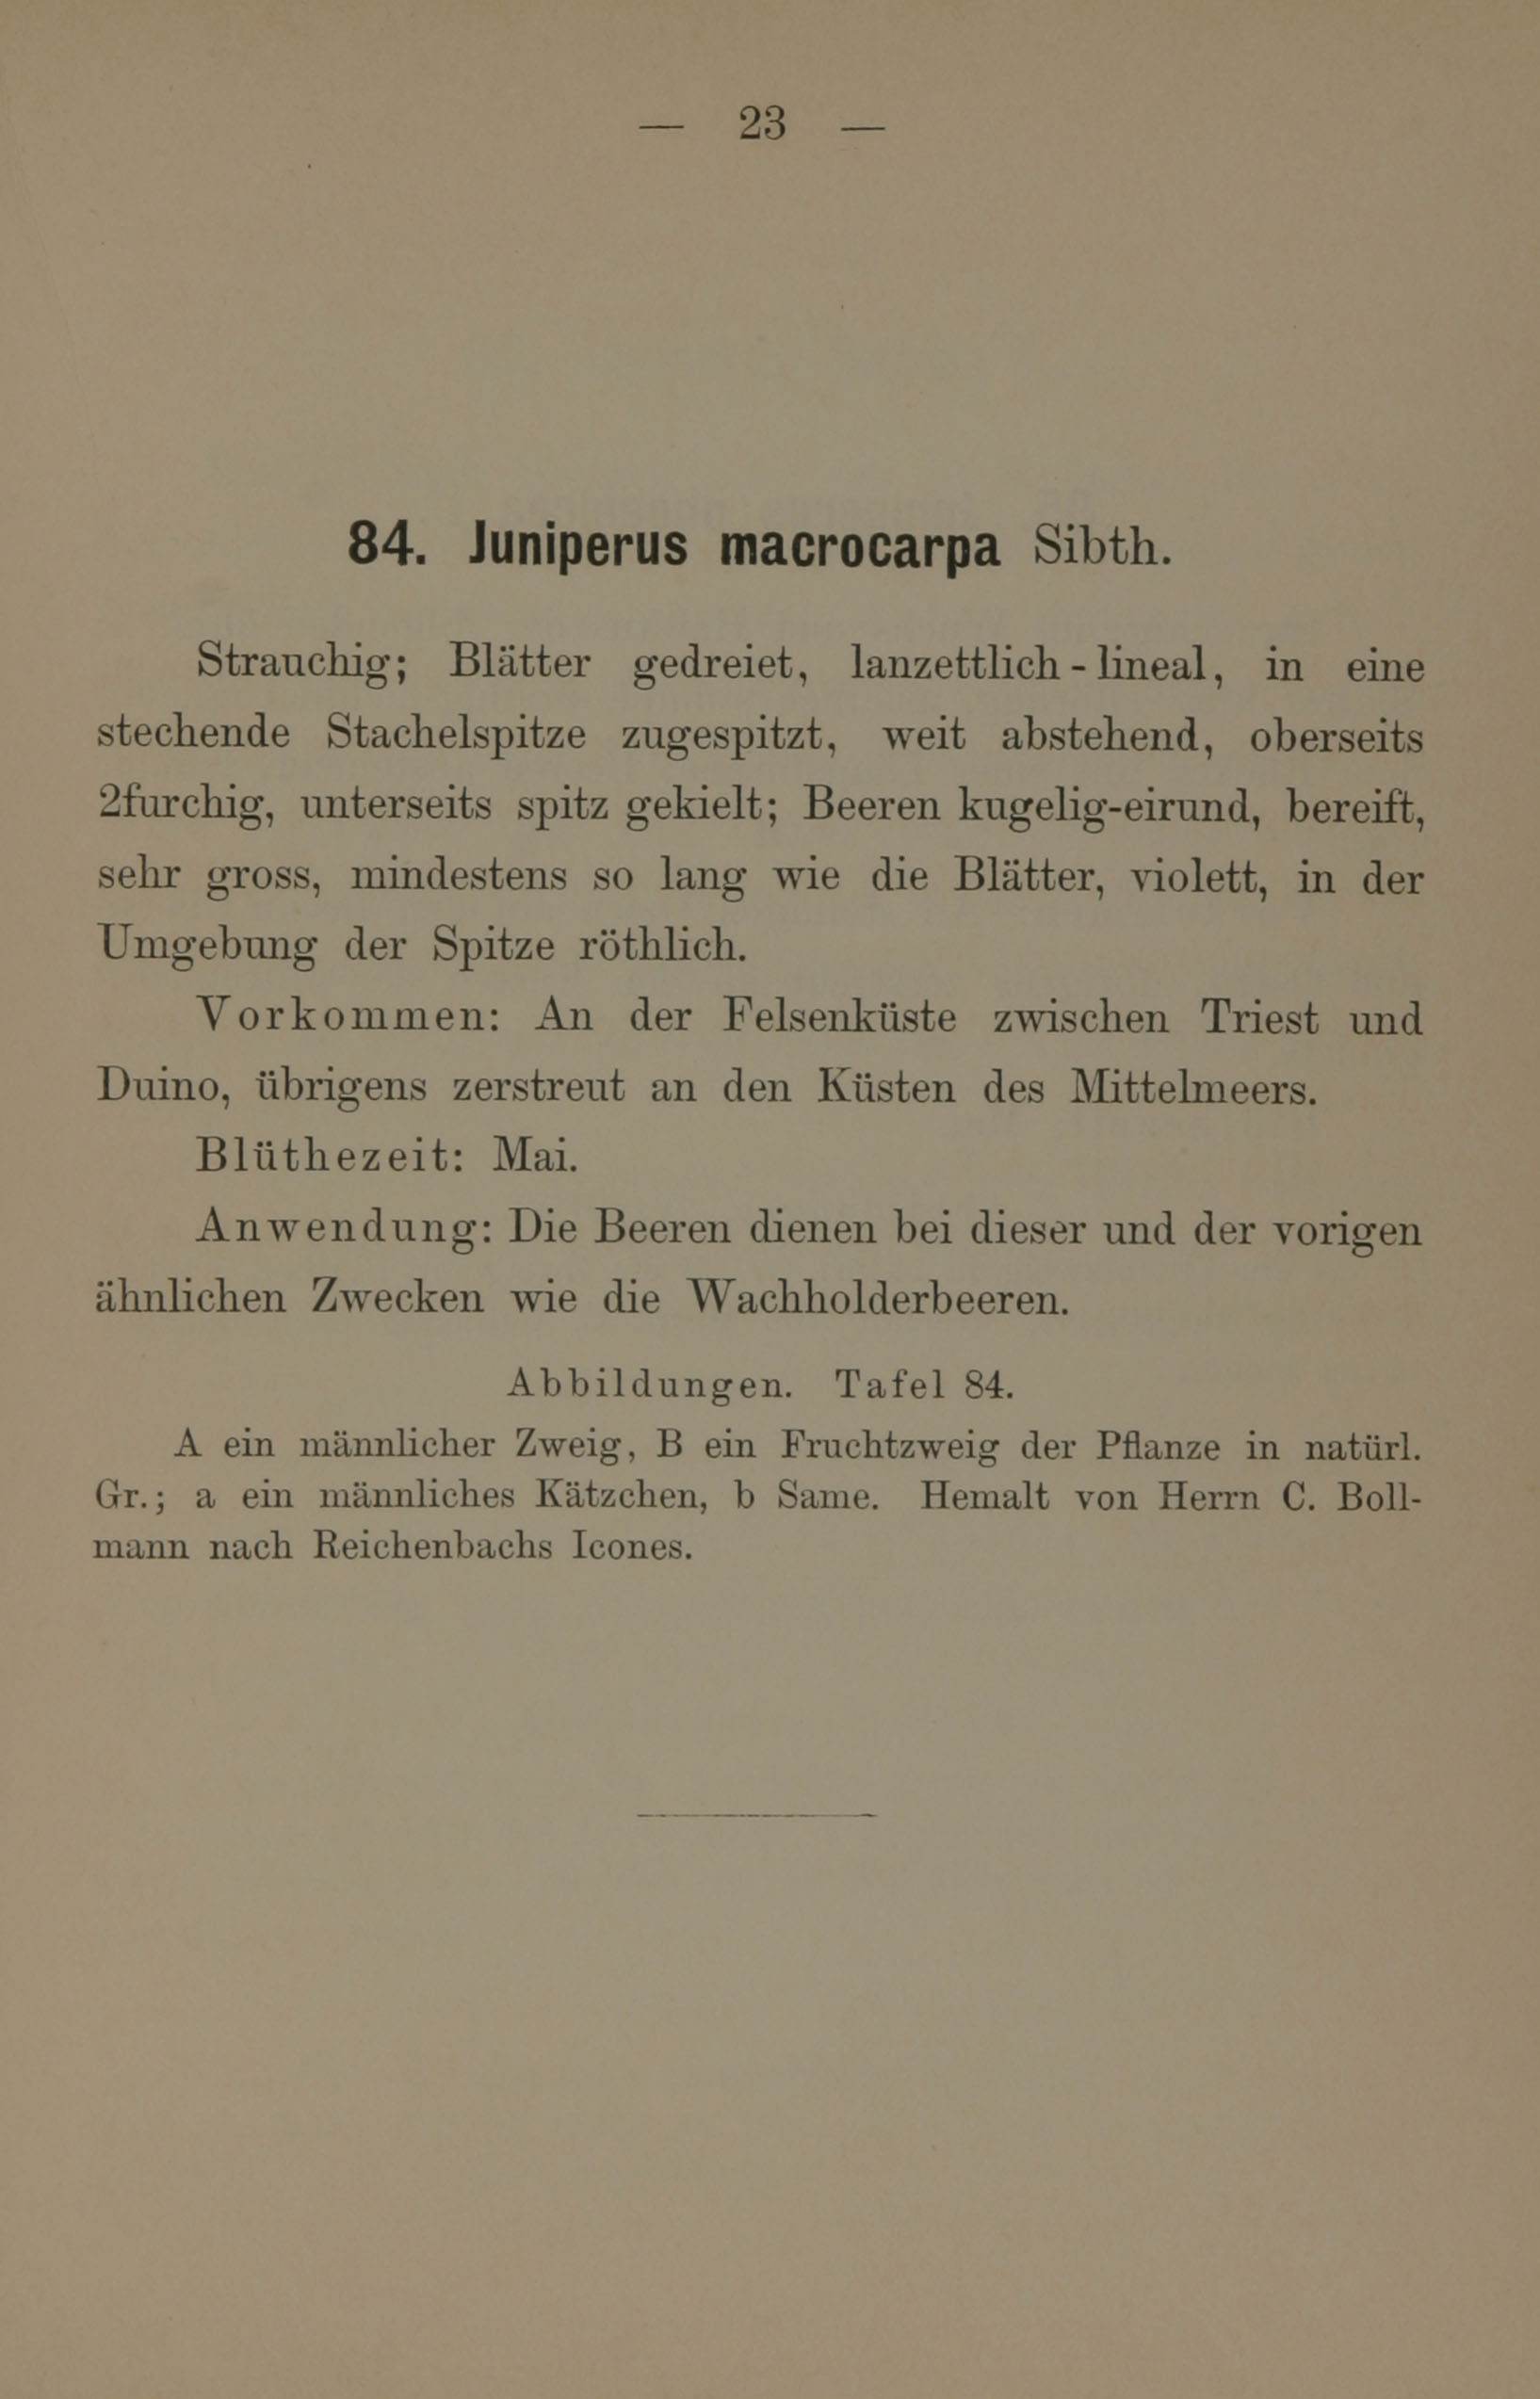 — 23 —
84. Juniperus macrocarpa Sibth.
Strauchig; Blätter gedreiet, lanzettlich-lineal, in eine
stechende Stachelspitze zugespitzt, weit abstehend, oberseits
2furchig, unterseits spitz gekielt; Beeren kugelig-eirund, bereift,
sehr gross, mindestens so lang wie die Blätter, violett, in der
Umgebung der Spitze röthlich.
Vorkommen: An der Felsenküste zwischen Triest und
Duino, übrigens zerstreut an den Küsten des Mittelmeers.
Blüthezeit: Mai.
Anwendung: Die Beeren dienen bei dieser und der vorigen
ähnlichen Zwecken wie die Wachholderbeeren.
Abbildungen. Tafel 84.
A ein männlicher Zweig, B ein Fruchtzweig der Pflanze in natürl.
Gr.; a ein männliches Kätzchen, b Same. Hemalt von Herrn C. Boll-
mann nach Reichenbachs Icones.